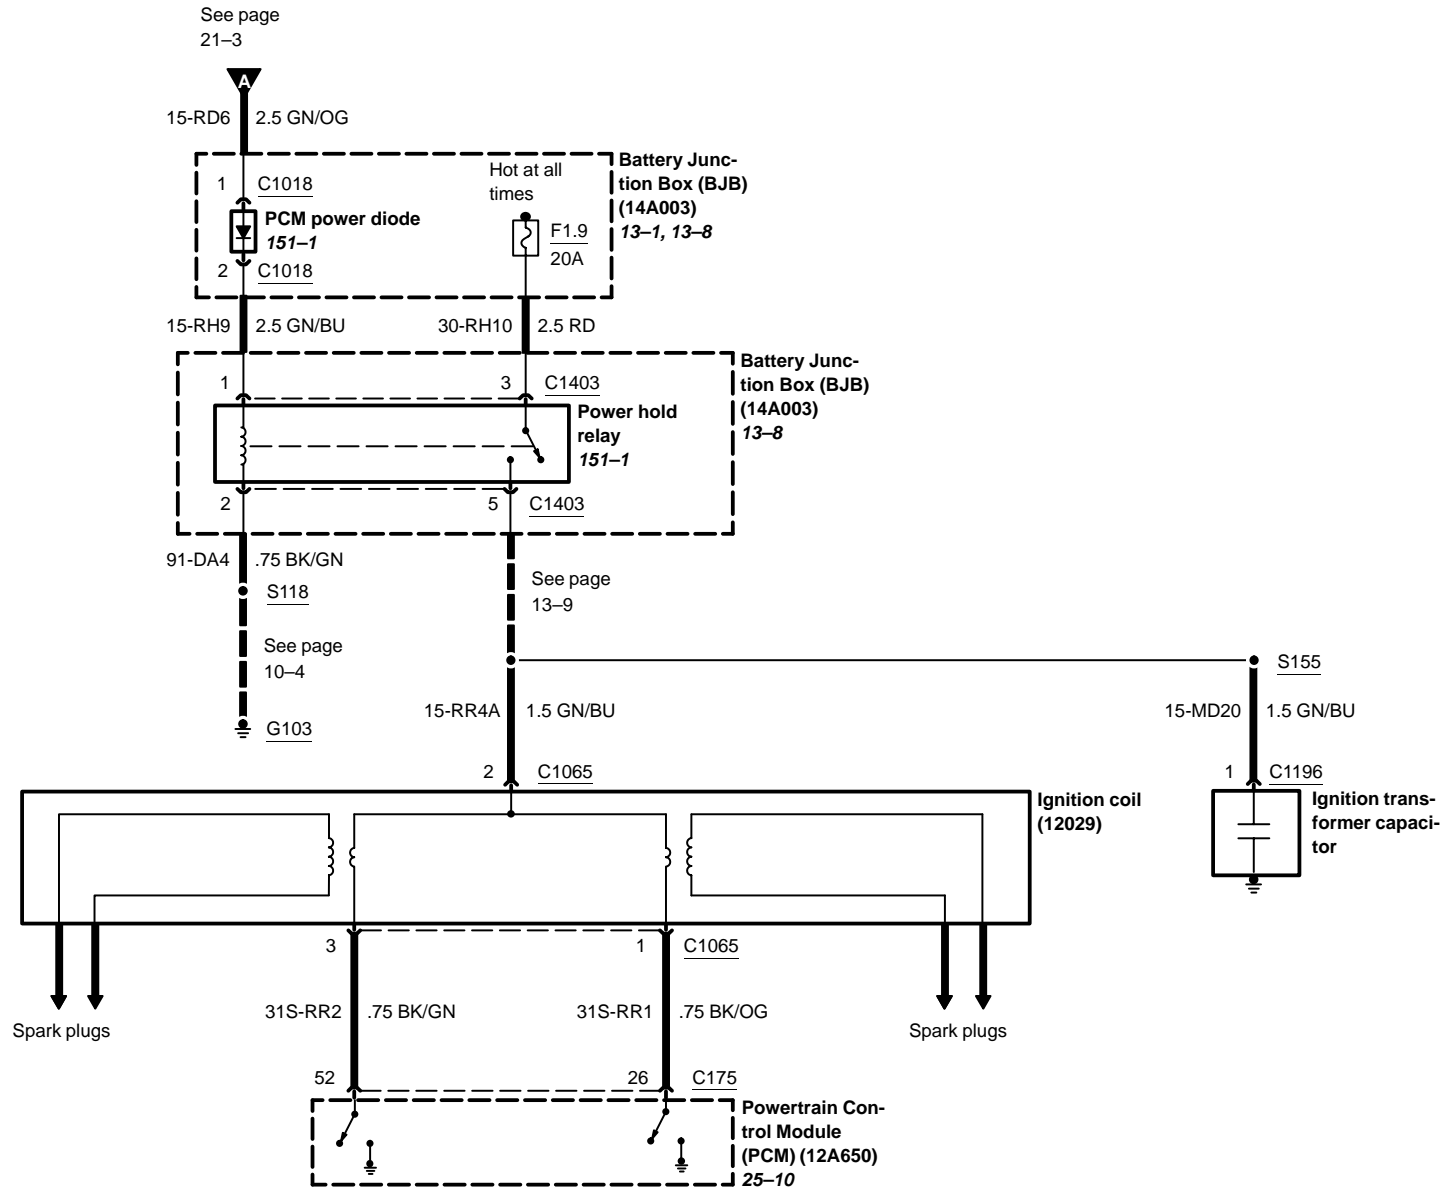 See page
21–3
A
15-RD6 2.5 GN/OG
Battery Junc-
tion Box (BJB)
(14A003)
13–1, 13–8
Hot at all
times
1 C1018
PCM power diode
151–1
F1.9
20A
2 C1018
15-RH9 2.5 GN/BU 30-RH10 2.5 RD
Battery Junc-
tion Box (BJB)
(14A003)
13–8
1 3 C1403
Power hold
relay
151–1
2 5 C1403
91-DA4 .75 BK/GN
S118
See page
13–9
See page
10–4
S155
15-RR4A 1.5 GN/BU 15-MD20 1.5 GN/BU
G103
2 C1065 1 C1196
Ignition coil
(12029)
Ignition trans-
former capaci-
tor
3 1 C1065
31S-RR2 .75 BK/GN 31S-RR1 .75 BK/OG
Spark plugs Spark plugs
52 26 C175
Powertrain Con-
trol Module
(PCM) (12A650)
25–10